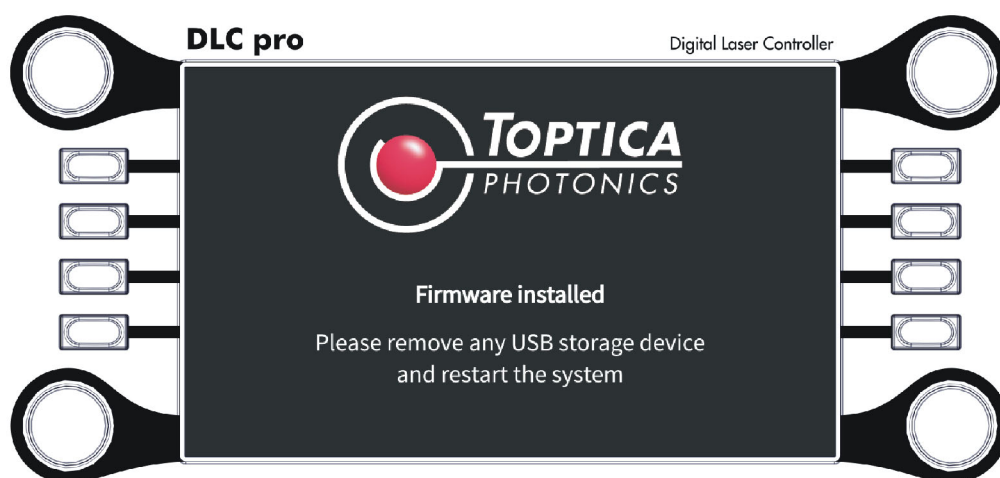 DLC pro
Digital Laser Controller
TOPTICA
PHOTONICS
Firmware installed
Please remove any USB storage device
and restart the system